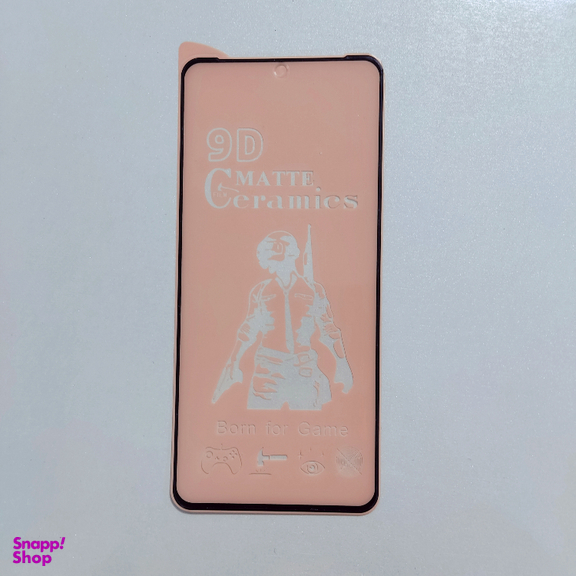 9D
MATTE
Ceramics
Born for Game
Snapp!
Shop